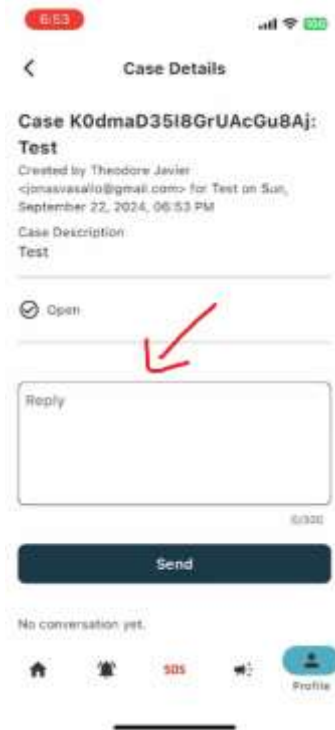 6:53
100
Case Details
Case K0dmaD35I8GrUAcGu8Aj:
Test
Created by Theodore Javier
<jonasvasallo@gmail.com> for Test on Sun,
September 22, 2024, 06:53 PM
Case Description
Test
Open
Reply
0/300
Send
No conversation yet.
SOS
Profile